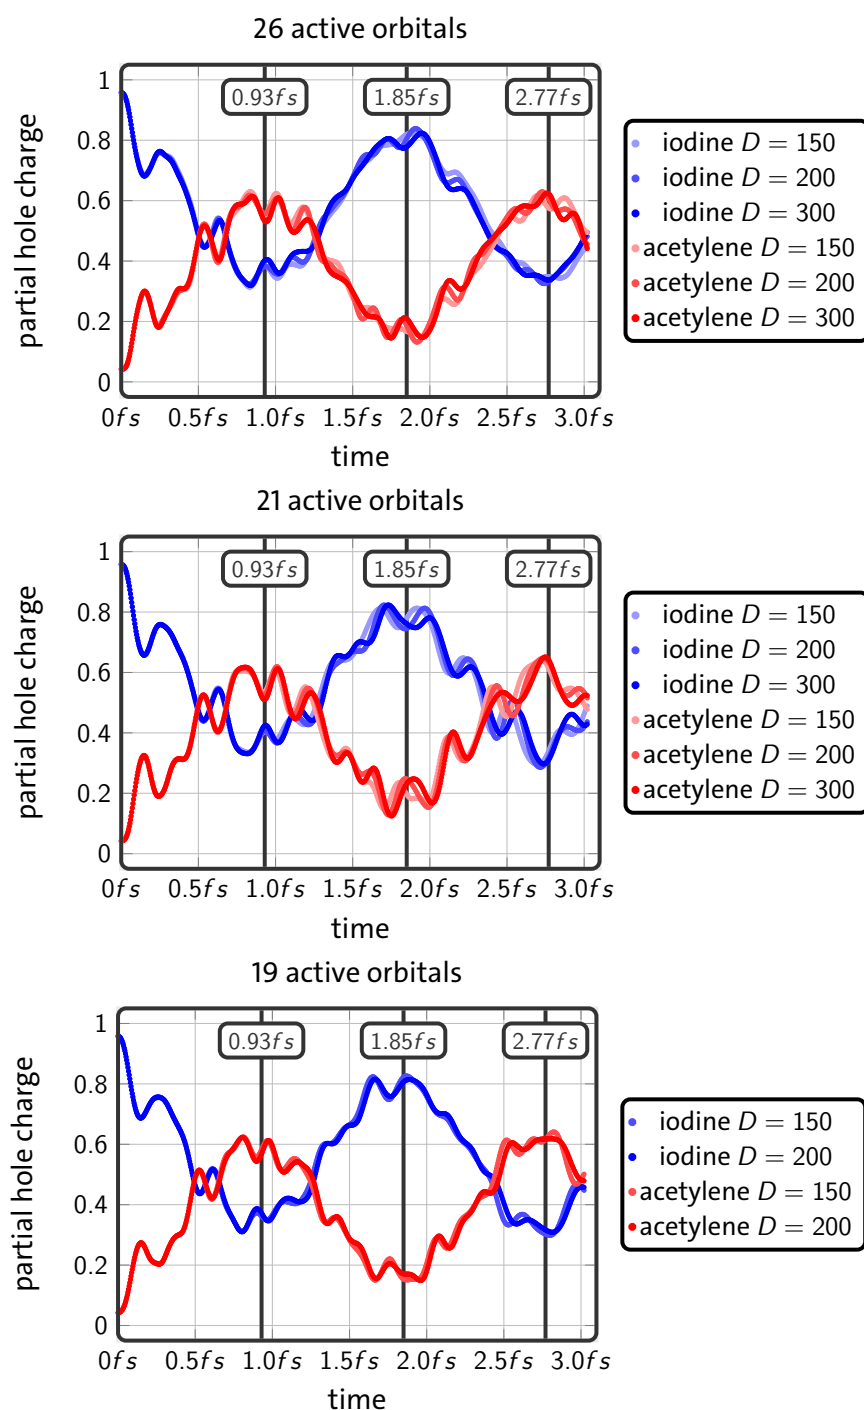 26 active orbitals
partial hole charge
1
0.8
0.6
0.4
0.2
0
0.93fs
1.85fs
2.77fs
0fs
0.5fs
1.0fs
1.5fs
2.0fs
2.5fs
3.0fs
time
iodine D = 150
iodine D = 200
iodine D = 300
acetylene D = 150
acetylene D = 200
acetylene D = 300
21 active orbitals
partial hole charge
1
0.8
0.6
0.4
0.2
0
0.93fs
1.85fs
2.77fs
0fs
0.5fs
1.0fs
1.5fs
2.0fs
2.5fs
3.0fs
time
iodine D = 150
iodine D = 200
iodine D = 300
acetylene D = 150
acetylene D = 200
acetylene D = 300
19 active orbitals
partial hole charge
1
0.8
0.6
0.4
0.2
0
0.93fs
1.85fs
2.77fs
0fs
0.5fs
1.0fs
1.5fs
2.0fs
2.5fs
3.0fs
time
iodine D = 150
iodine D = 200
acetylene D = 150
acetylene D = 200